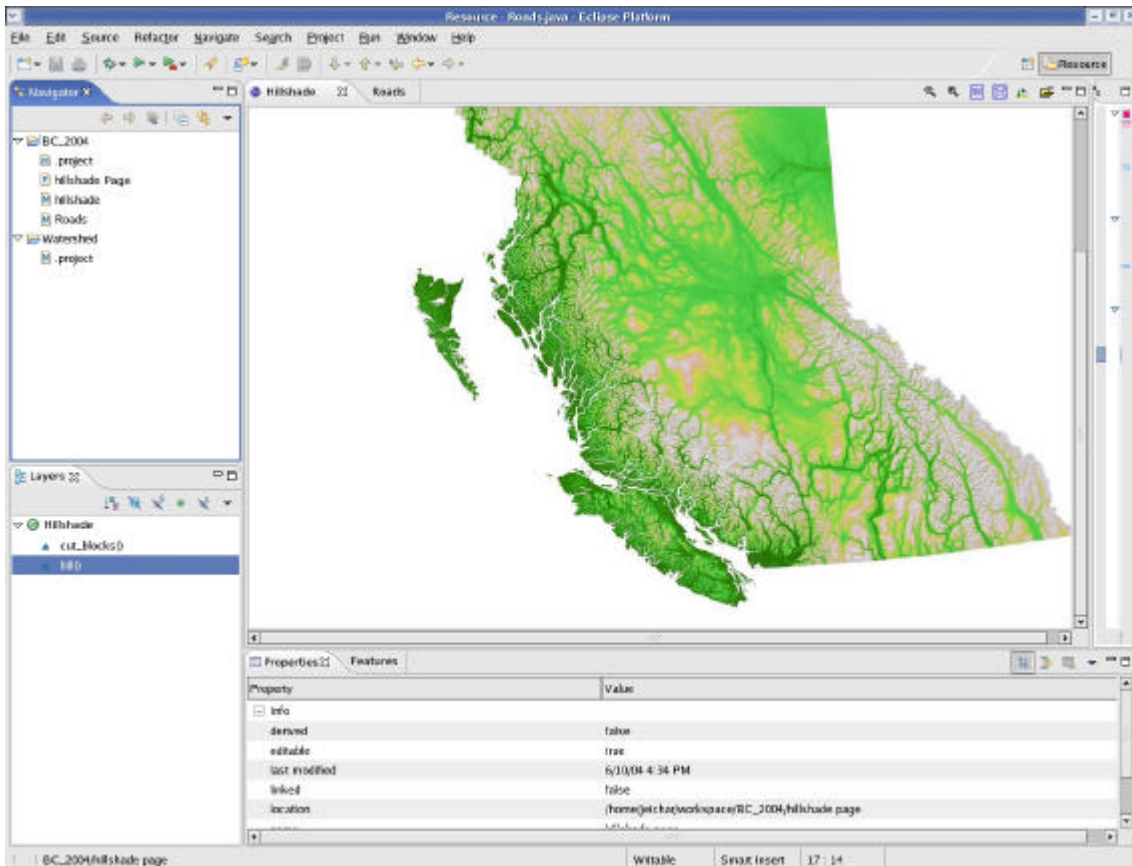 Resource - Roads.java - Eclipse Platform
File Edit Source Refactor Navigate Search Project Run Window Help
Resource
Navigator
BC_2004
.project
hillshade Page
hillshade
Roads
Watershed
.project
Hillshade Roads
Layers
Hillshade
cut_blocks()
hill()
Properties Features
Property Value
Info
derived false
editable true
last modified 6/10/04 4:34 PM
linked false
location /home/jeichar/workspace/BC_2004/hillshade page
BC_2004/hillshade page Writable Smart Insert 17 : 14